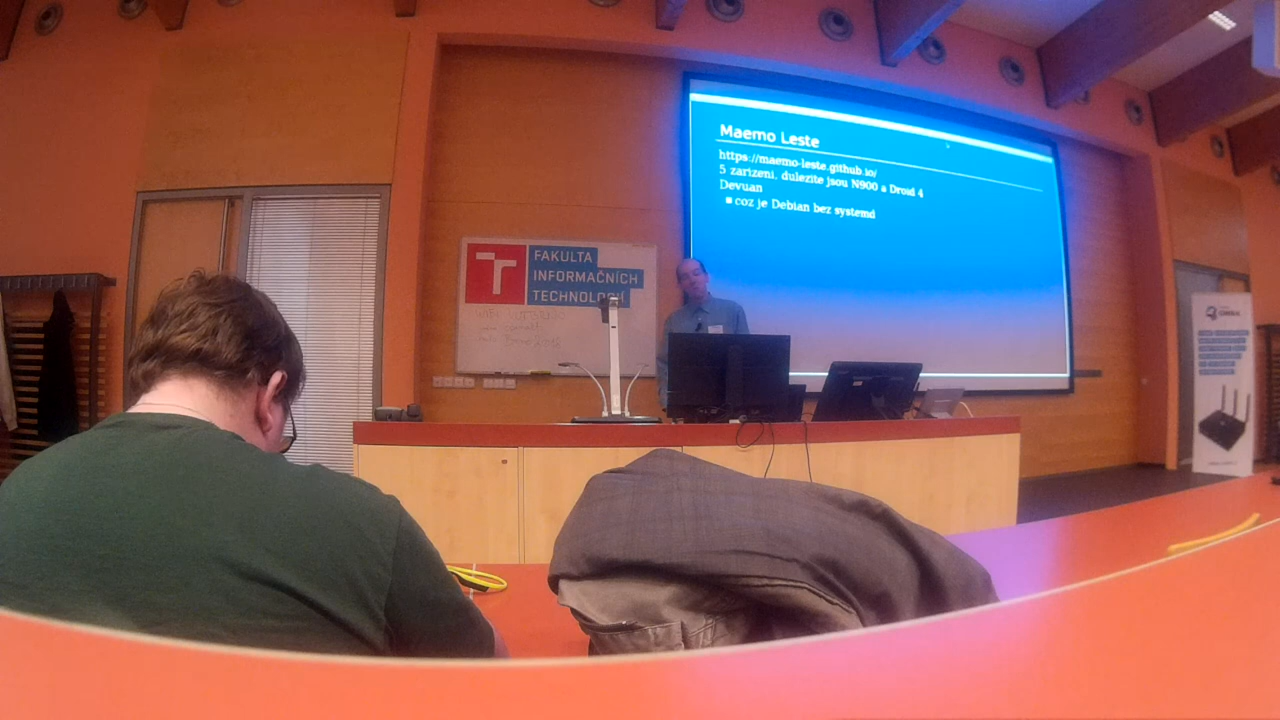 Maemo Leste
https://maemo-leste.github.io/
5 zarizeni, dulezite jsou N900 a Droid 4
Devuan
coz je Debian bez systemd
T
FAKULTA
INFORMAČNÍCH
TECHNOLOGIÍ